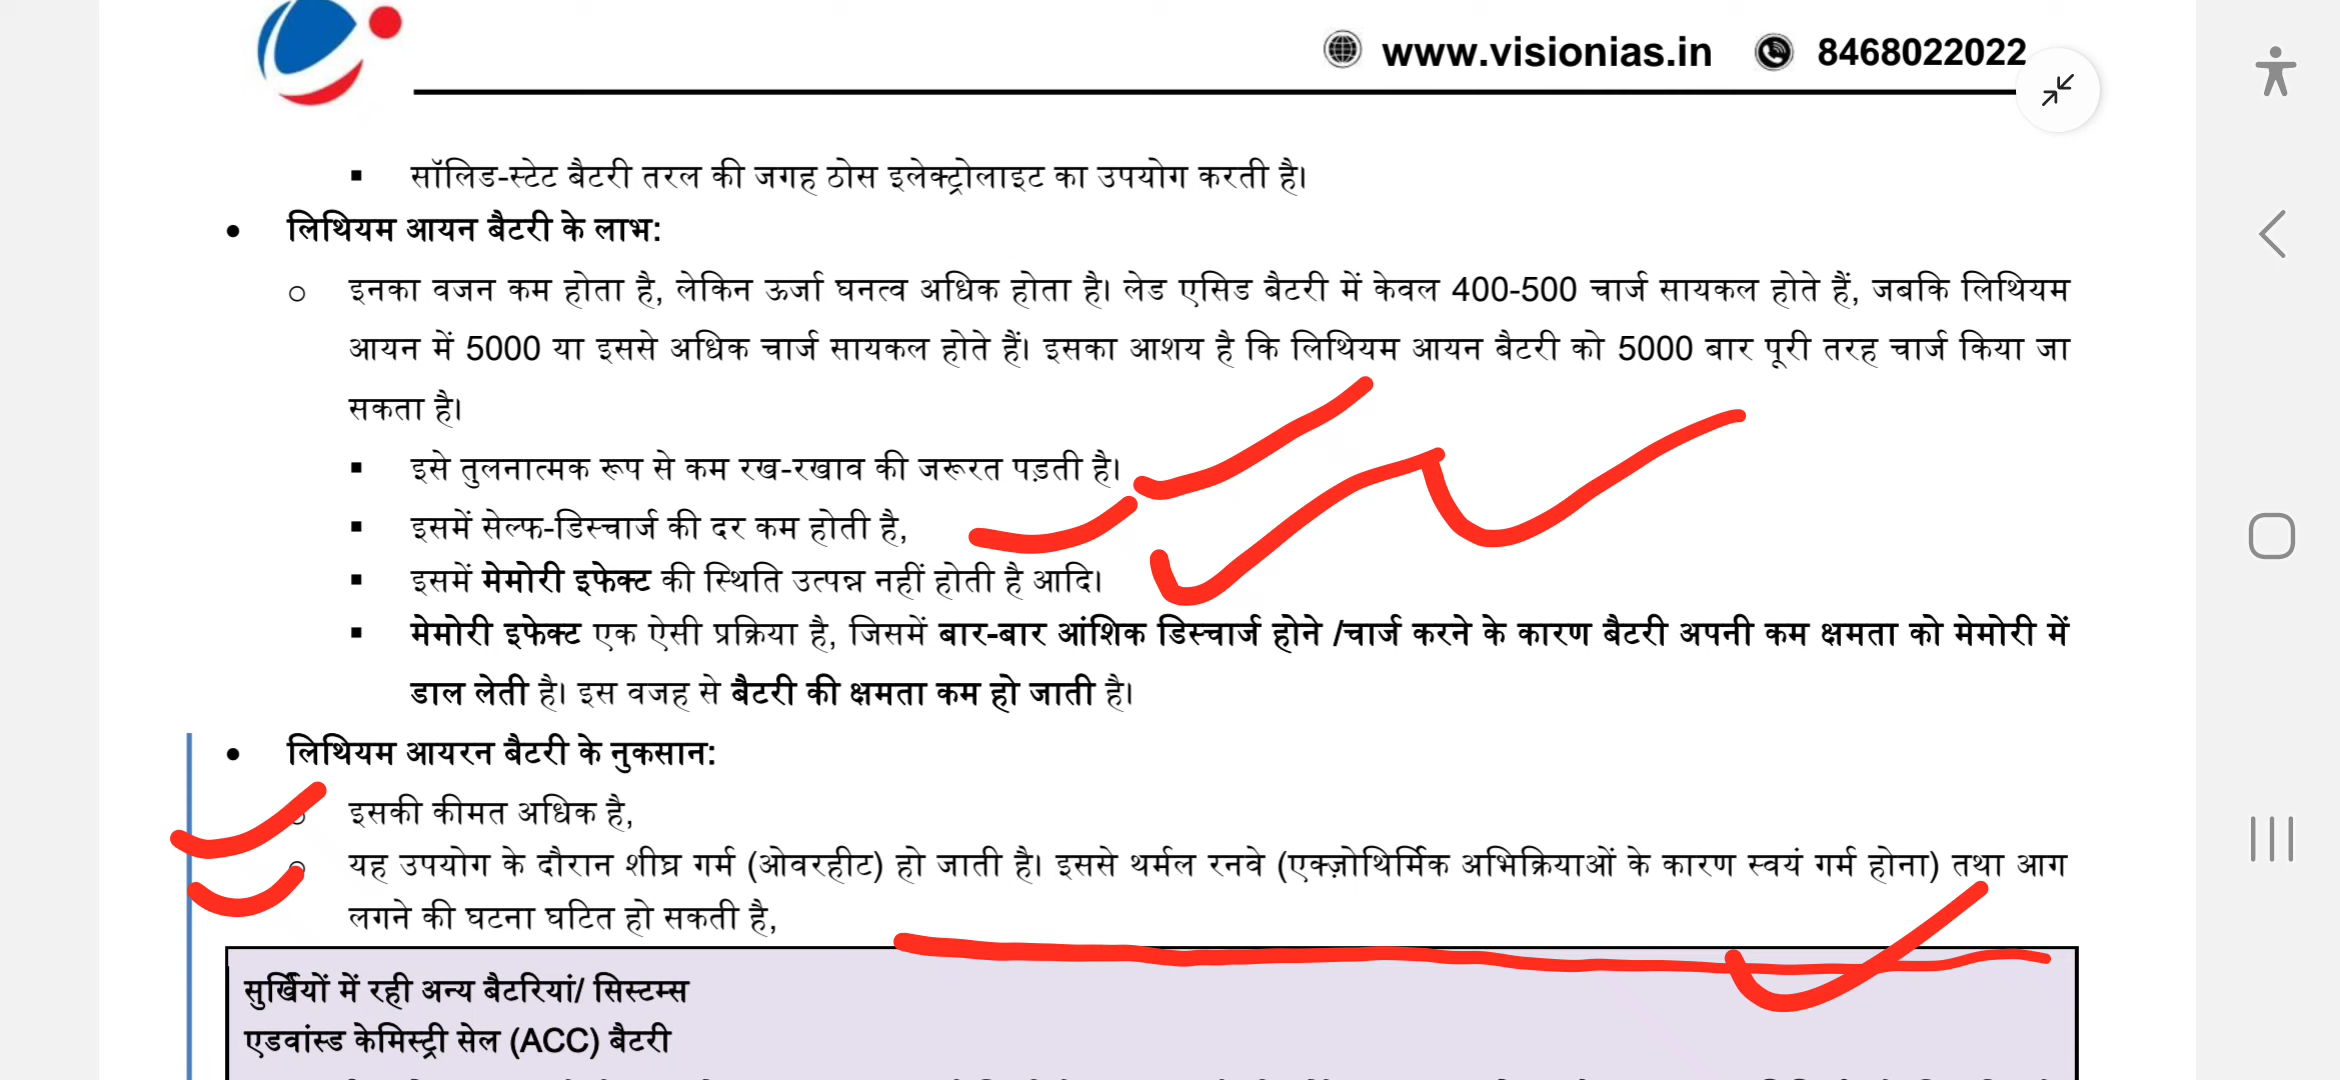 www.visionias.in 8468022022
▪ सॉलिड-स्टेट बैटरी तरल की जगह ठोस इलेक्ट्रोलाइट का उपयोग करती है।
• लिथियम आयन बैटरी के लाभ:
○ इनका वजन कम होता है, लेकिन ऊर्जा घनत्व अधिक होता है। लेड एसिड बैटरी में केवल 400-500 चार्ज सायकल होते हैं, जबकि लिथियम
आयन में 5000 या इससे अधिक चार्ज सायकल होते हैं। इसका आशय है कि लिथियम आयन बैटरी को 5000 बार पूरी तरह चार्ज किया जा
सकता है।
▪ इसे तुलनात्मक रूप से कम रख-रखाव की जरूरत पड़ती है।
▪ इसमें सेल्फ-डिस्चार्ज की दर कम होती है,
▪ इसमें मेमोरी इफेक्ट की स्थिति उत्पन्न नहीं होती है आदि।
▪ मेमोरी इफेक्ट एक ऐसी प्रक्रिया है, जिसमें बार-बार आंशिक डिस्चार्ज होने /चार्ज करने के कारण बैटरी अपनी कम क्षमता को मेमोरी में
डाल लेती है। इस वजह से बैटरी की क्षमता कम हो जाती है।
• लिथियम आयरन बैटरी के नुकसान:
○ इसकी कीमत अधिक है,
○ यह उपयोग के दौरान शीघ्र गर्म (ओवरहीट) हो जाती है। इससे थर्मल रनवे (एक्ज़ोथिर्मिक अभिक्रियाओं के कारण स्वयं गर्म होना) तथा आग
लगने की घटना घटित हो सकती है,
सुर्खियों में रही अन्य बैटरियां/ सिस्टम्स
एडवांस्ड केमिस्ट्री सेल (ACC) बैटरी